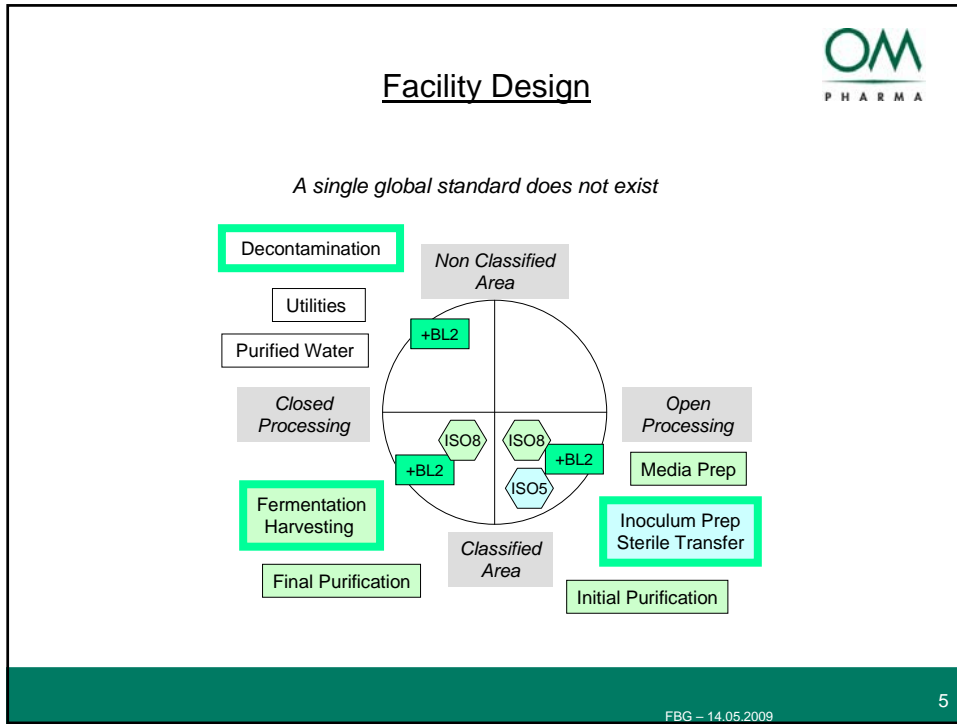 OM
PHARMA
Facility Design
A single global standard does not exist
Decontamination
Non Classified
Area
Utilities
+BL2
Purified Water
Closed
Processing
Open
Processing
ISO8
ISO8
+BL2
+BL2
Media Prep
ISO5
Fermentation
Harvesting
Inoculum Prep
Sterile Transfer
Classified
Area
Final Purification
Initial Purification
5
FBG – 14.05.2009